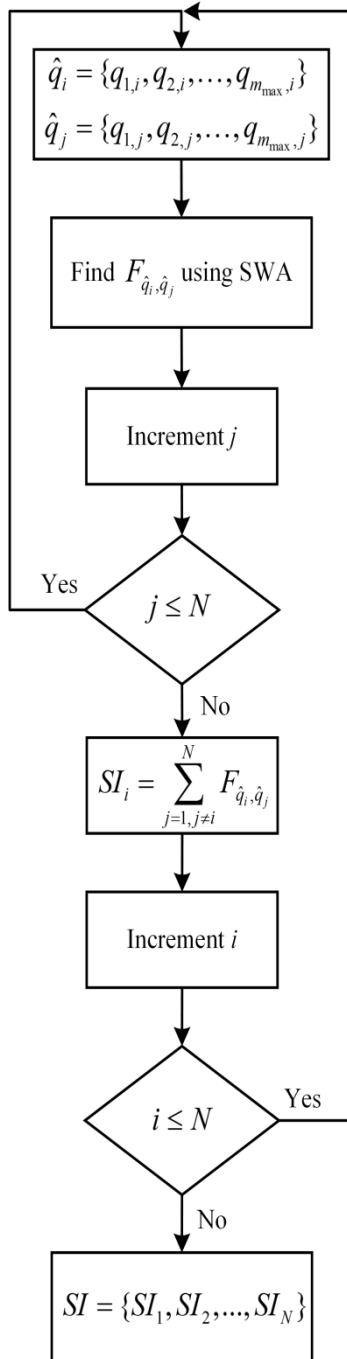 q̂_i = {q_{1,i}, q_{2,i}, ..., q_{m_max,i}}
q̂_j = {q_{1,j}, q_{2,j}, ..., q_{m_max,j}}
Find F_{q̂_i,q̂_j} using SWA
Increment j
Yes
j ≤ N
No
SI_i = \sum_{j=1, j≠i}^{N} F_{q̂_i,q̂_j}
Increment i
Yes
i ≤ N
No
SI = {SI_1, SI_2, ..., SI_N}